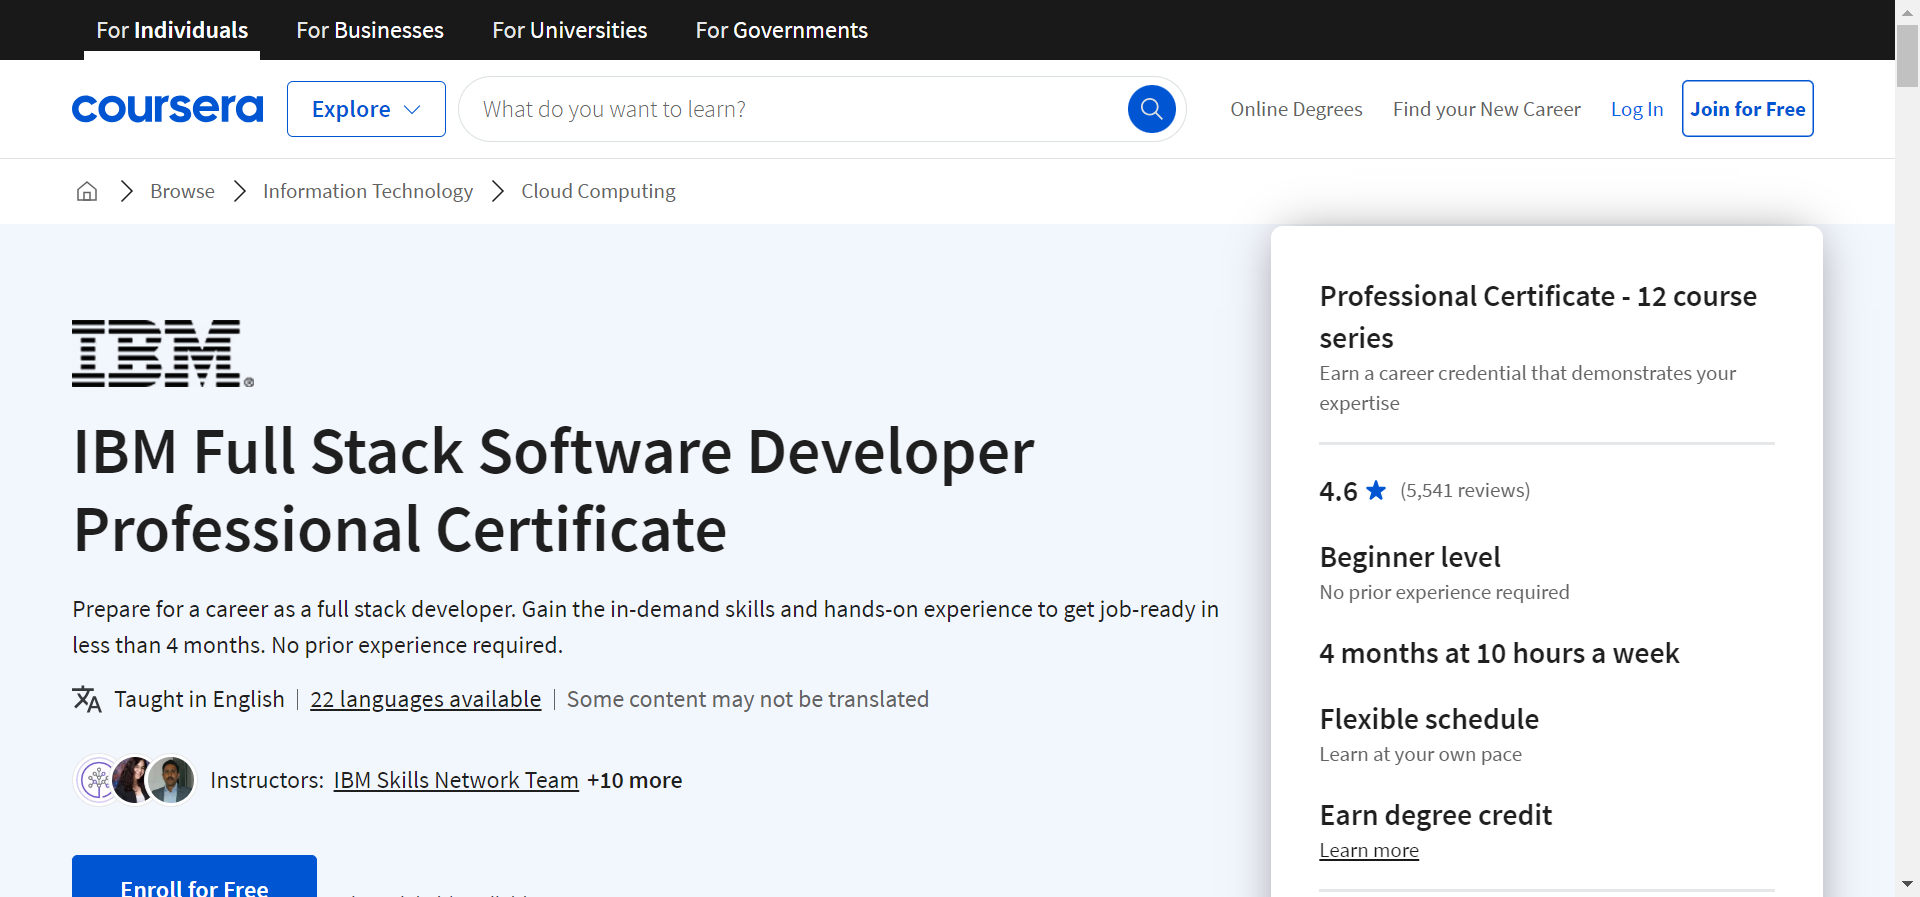 For Individuals
For Businesses
For Universities
For Governments
coursera
Explore
What do you want to learn?
Online Degrees
Find your New Career
Log In
Join for Free
Browse
Information Technology
Cloud Computing
IBM®
IBM Full Stack Software Developer
Professional Certificate
Prepare for a career as a full stack developer. Gain the in-demand skills and hands-on experience to get job-ready in
less than 4 months. No prior experience required.
Taught in English
22 languages available
Some content may not be translated
Instructors: IBM Skills Network Team +10 more
Enroll for Free
Professional Certificate - 12 course
series
Earn a career credential that demonstrates your
expertise
4.6 (5,541 reviews)
Beginner level
No prior experience required
4 months at 10 hours a week
Flexible schedule
Learn at your own pace
Earn degree credit
Learn more